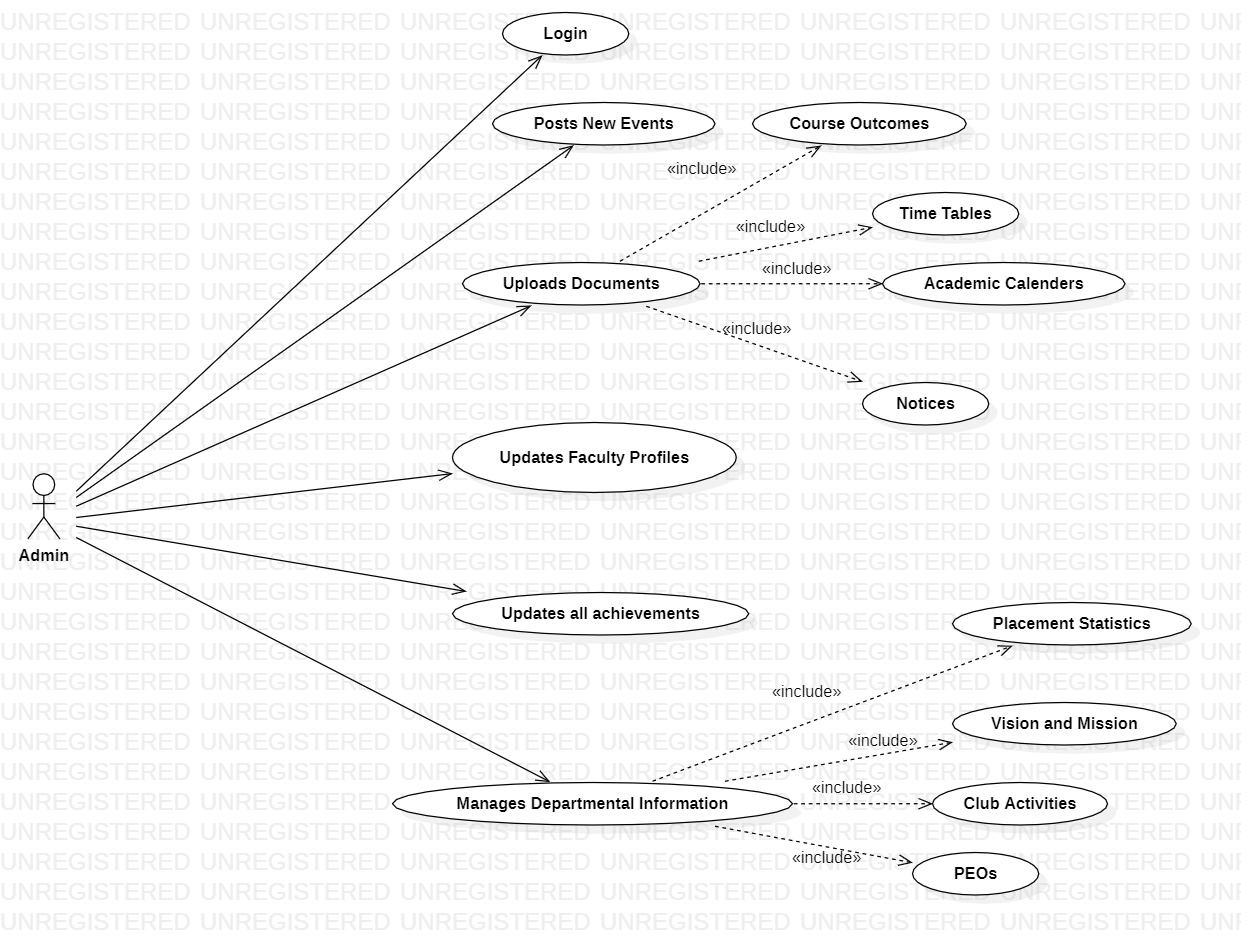 Login
Posts New Events
Course Outcomes
«include»
Time Tables
«include»
«include»
Uploads Documents
Academic Calenders
«include»
Notices
Updates Faculty Profiles
Admin
Updates all achievements
Placement Statistics
«include»
Vision and Mission
«include»
«include»
Manages Departmental Information
Club Activities
«include»
PEOs
UNREGISTERED